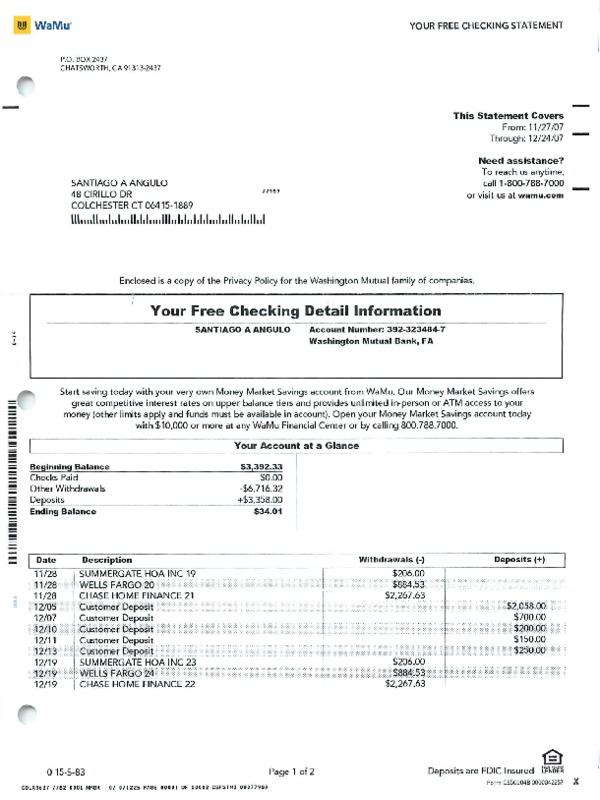 WaMu
YOUR FREE CHECKING STATEMENT
P.O. BOX 2437
CHATSWORTH, CA 91313-2437
This Statement Covers
From: 11/27/07
Through: 12/24/07
Need assistance?
To reach us anytime,
call 1-800-788-7000
or visit us at wamu.com
SANTIAGO A ANGULO
48 CIRILLO DR
COLCHESTER CT 06415-1889
Enclosed is a copy of the Privacy Policy for the Washington Mutual family of companias.
Your Free Checking Detail Information
SANTIAGO A ANGULO Account Number: 392-323484-7
Washington Mutual Bank, FA
Start saving today with your very own Money Market Savings account from WaMu. Our Money Market Savings offers
great competitive interest rates on upper balance tiers and provides unlimited in-person or ATM access to your
money (other limits apply and funds must be available in account). Open your Money Market Savings account today
with $10,000 or more at any WaMu Financial Center or by calling 800.788.7000.
Your Account at a Glance
Beginning Balance $3,392.33
Checks Paid $0.00
Other Withdrawals -$6,716.32
Deposits +$3,358.00
Ending Balance $34.01
Date Description Withdrawals (-) Deposits (+)
11/28 SUMMERGATE HOA INC 19 $206.00
11/28 WELLS FARGO 20 $884.53
11/28 CHASE HOME FINANCE 21 $2,267.63
12/05 Customer Deposit $2,058.00
12/07 Customer Deposit $700.00
12/10 Customer Deposit $200.00
12/11 Customer Deposit $150.00
12/13 Customer Deposit $250.00
12/19 SUMMERGATE HOA INC 23 $206.00
12/19 WELLS FARGO 24 $884.53
12/19 CHASE HOME FINANCE 22 $2,267.63
0 15-S-83
Page 1 of 2
Deposits are FDIC Insured
X